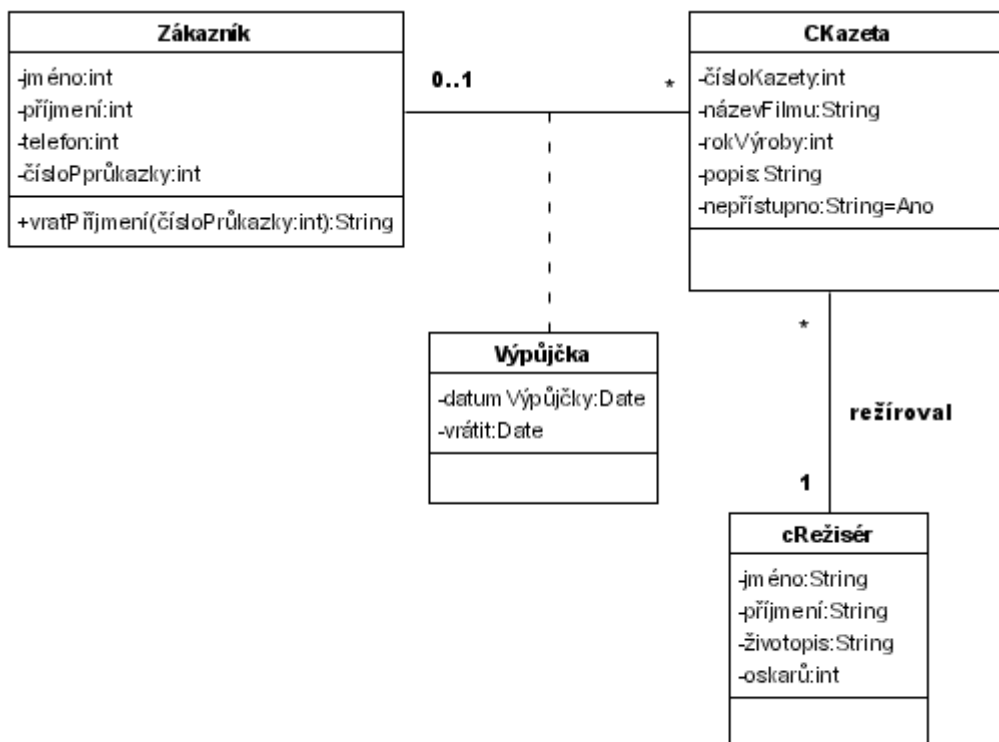 Zákazník
-jméno:int
-příjmení:int
-telefon:int
-čísloPprůkazky:int
+vratPříjmení(čísloPrůkazky:int):String
0..1
*
CKazeta
-čísloKazety:int
-názevFilmu:String
-rokVýroby:int
-popis:String
-nepřístupno:String=Ano
Výpůjčka
-datumVýpůjčky:Date
-vrátit:Date
*
režíroval
1
cRežisér
-jméno:String
-příjmení:String
-životopis:String
-oskarů:int